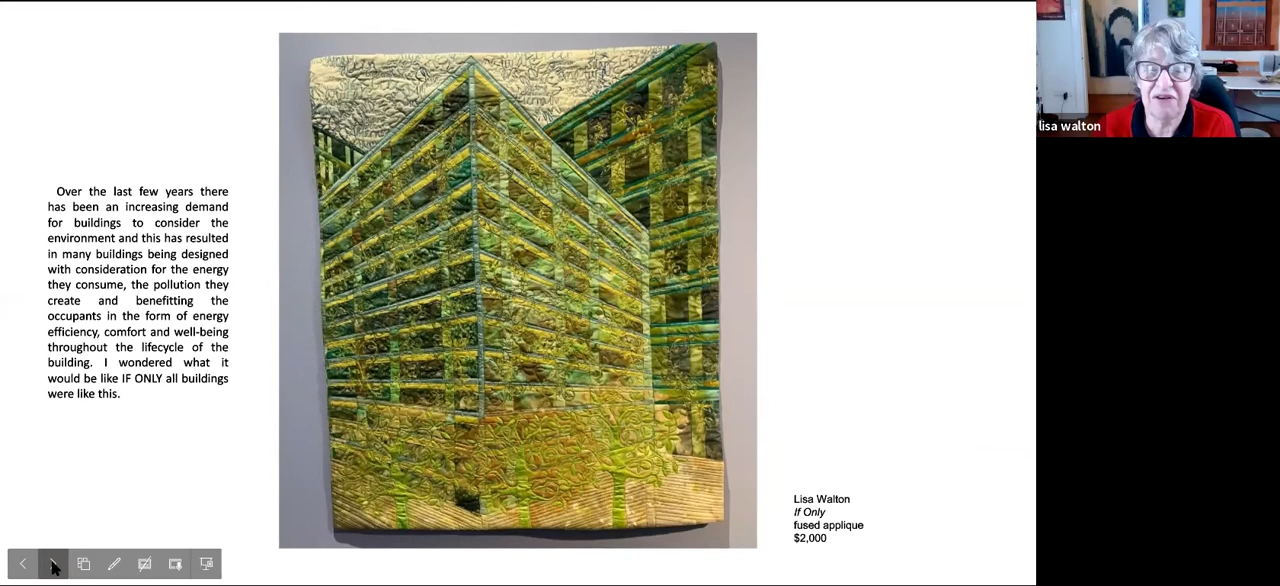 Over the last few years there
has been an increasing demand
for buildings to consider the
environment and this has resulted
in many buildings being designed
with consideration for the energy
they consume, the pollution they
create and benefitting the
occupants in the form of energy
efficiency, comfort and well-being
throughout the lifecycle of the
building. I wondered what it
would be like IF ONLY all buildings
were like this.
Lisa Walton
If Only
fused applique
$2,000
lisa walton